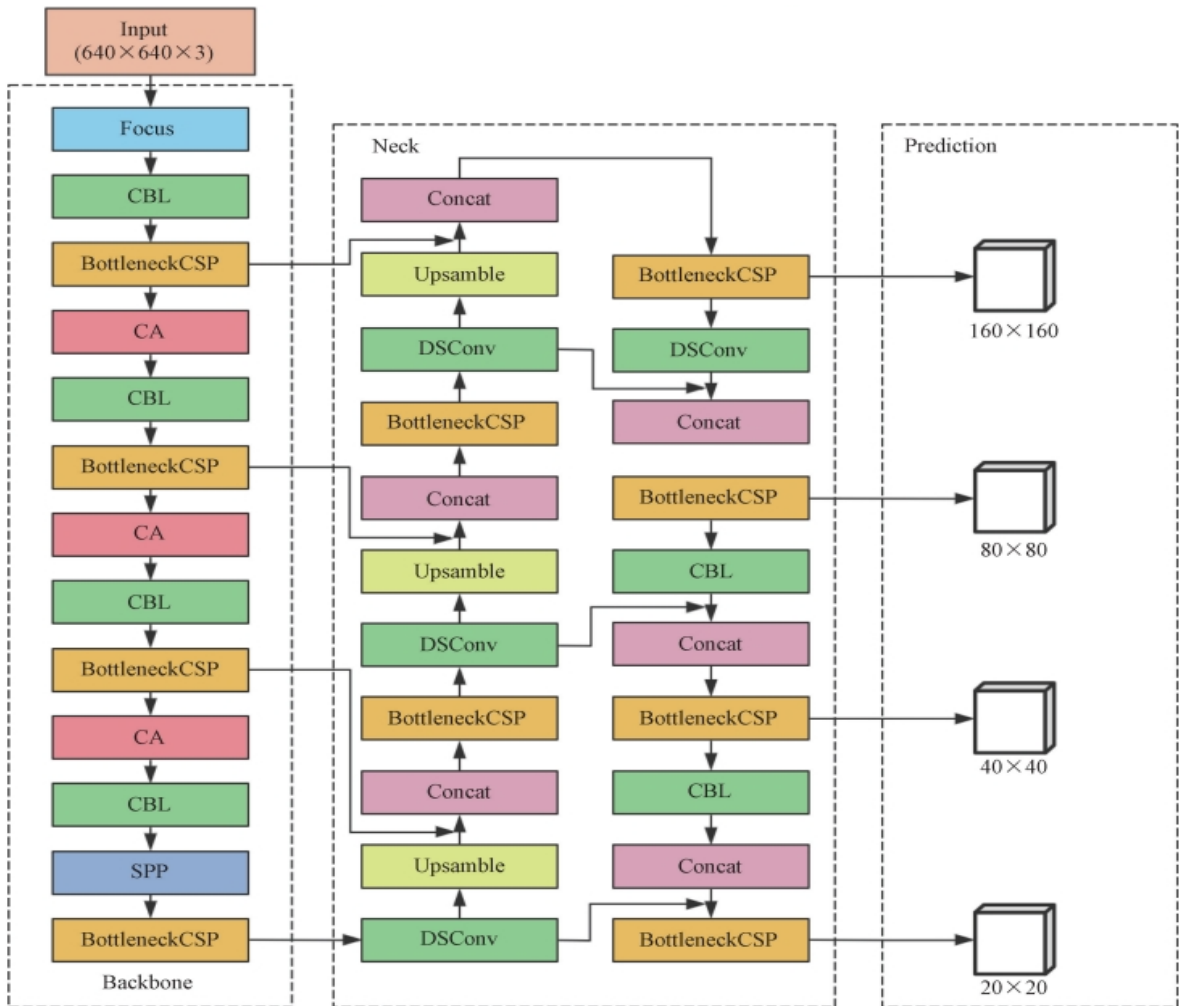 Input
(640×640×3)
Focus
CBL
BottleneckCSP
CA
CBL
BottleneckCSP
CA
CBL
BottleneckCSP
CA
CBL
SPP
BottleneckCSP
Backbone
Neck
Concat
Upsamble
DSConv
BottleneckCSP
Concat
Upsamble
DSConv
BottleneckCSP
Concat
Upsamble
DSConv
BottleneckCSP
DSConv
Concat
BottleneckCSP
CBL
Concat
BottleneckCSP
CBL
Concat
BottleneckCSP
Prediction
160×160
80×80
40×40
20×20